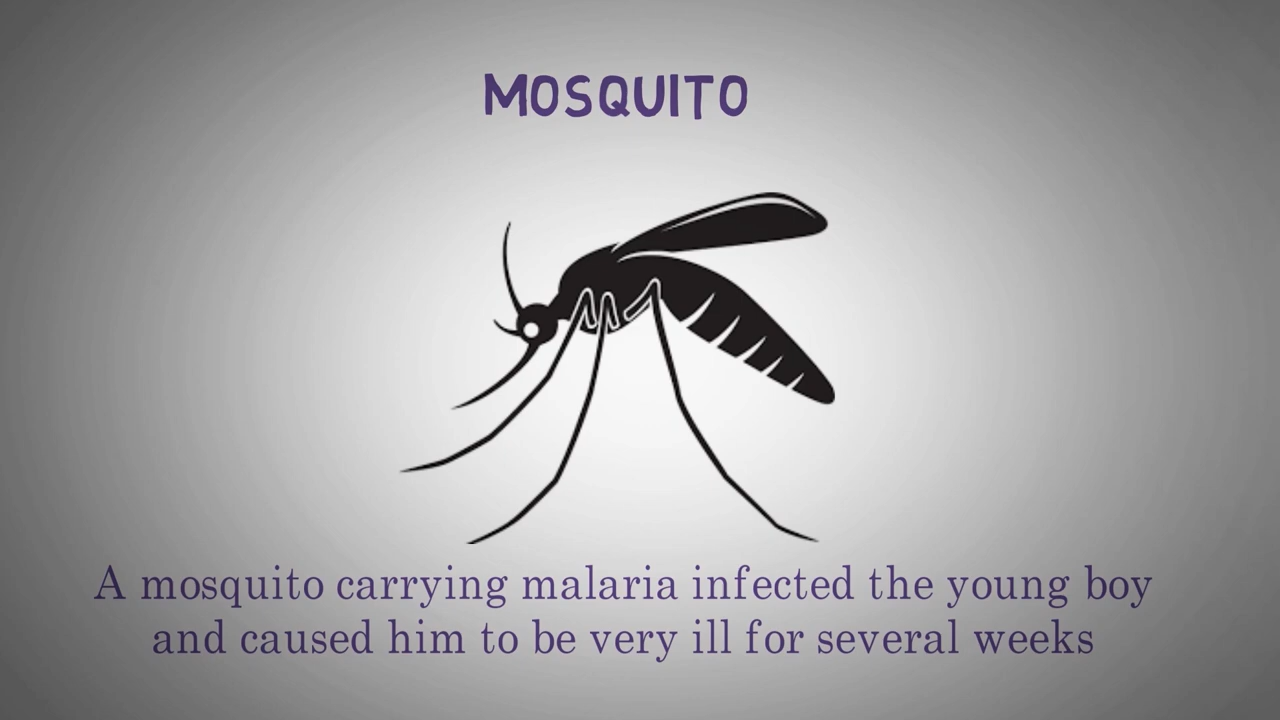 MOSQUITO
A mosquito carrying malaria infected the young boy
and caused him to be very ill for several weeks